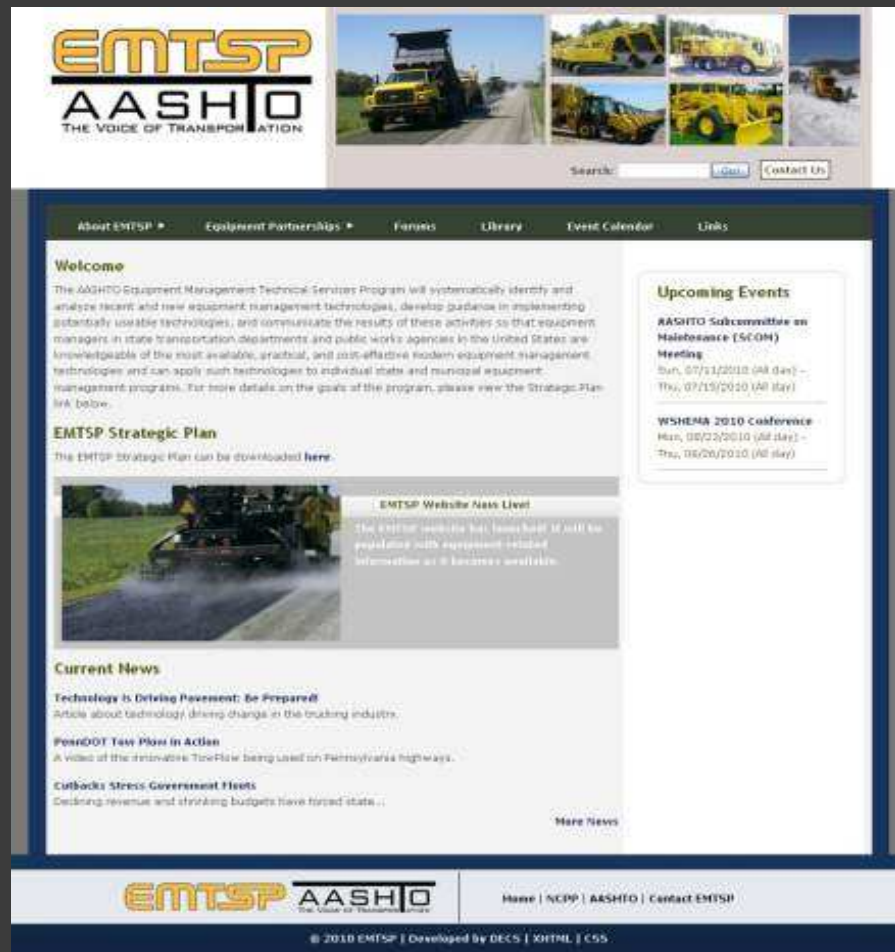 EMTSP
AASHTO
THE VOICE OF TRANSPORTATION
Search: Go! Contact Us
About EMTSP Equipment Partnerships Forums Library Event Calendar Links
Welcome
The AASHTO Equipment Management Technical Services Program will systematically identify and
analyze recent and new equipment management technologies, develop guidance in implementing
potentially useable technologies, and communicate the results of these activities so that equipment
managers in state transportation departments and public works agencies in the United States are
knowledgeable of the most available, practical, and cost-effective modern equipment management
technologies and can apply such technologies to individual state and municipal equipment
management programs. For more details on the goals of the program, please view the Strategic Plan
link below.
EMTSP Strategic Plan
The EMTSP Strategic Plan can be downloaded here.
EMTSP Website Now Live!
The EMTSP website has launched! It will be
populated with equipment-related
information as it becomes available.
Current News
Technology is Driving Pavement: Be Prepared!
Article about technology driving change in the trucking industry.
PennDOT Tow Plow in Action
A video of the innovative TowPlow being used on Pennsylvania highways.
Cutbacks Stress Government Fleets
Declining revenue and shrinking budgets have forced state...
More News
Upcoming Events
AASHTO Subcommittee on
Maintenance (SCOM)
Meeting
Sun, 07/11/2010 (All day) -
Thu, 07/15/2010 (All day)
WSHEMA 2010 Conference
Mon, 08/23/2010 (All day) -
Thu, 08/26/2010 (All day)
EMTSP AASHTO
THE VOICE OF TRANSPORTATION
Home | NCPP | AASHTO | Contact EMTSP
© 2010 EMTSP | Developed by DECS | XHTML | CSS